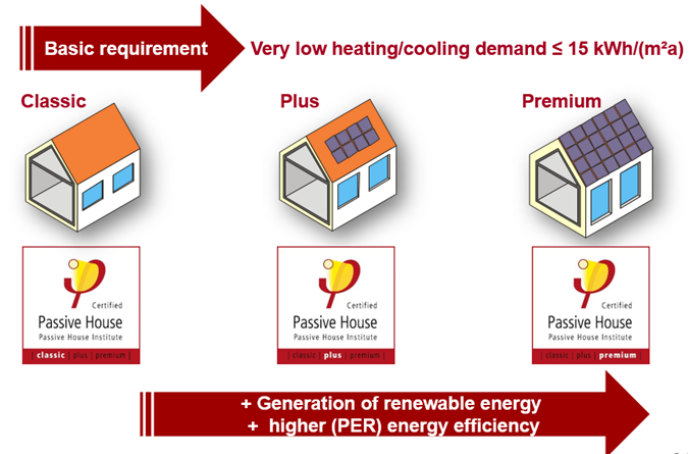 Basic requirement
Very low heating/cooling demand ≤ 15 kWh/(m²a)
Classic
Plus
Premium
Certified
Passive House
Passive House Institute
| classic | plus | premium |
Certified
Passive House
Passive House Institute
| classic | plus | premium |
Certified
Passive House
Passive House Institute
| classic | plus | premium |
+ Generation of renewable energy
+ higher (PER) energy efficiency